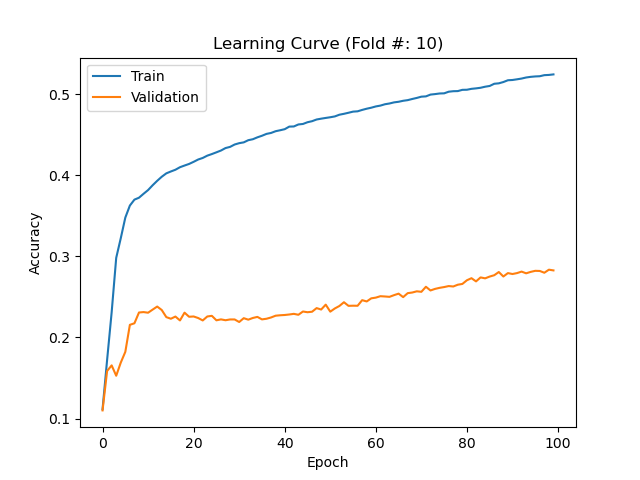 Learning Curve (Fold #: 10)
Train
Validation
Accuracy
0.5
0.4
0.3
0.2
0.1
0 20 40 60 80 100
Epoch